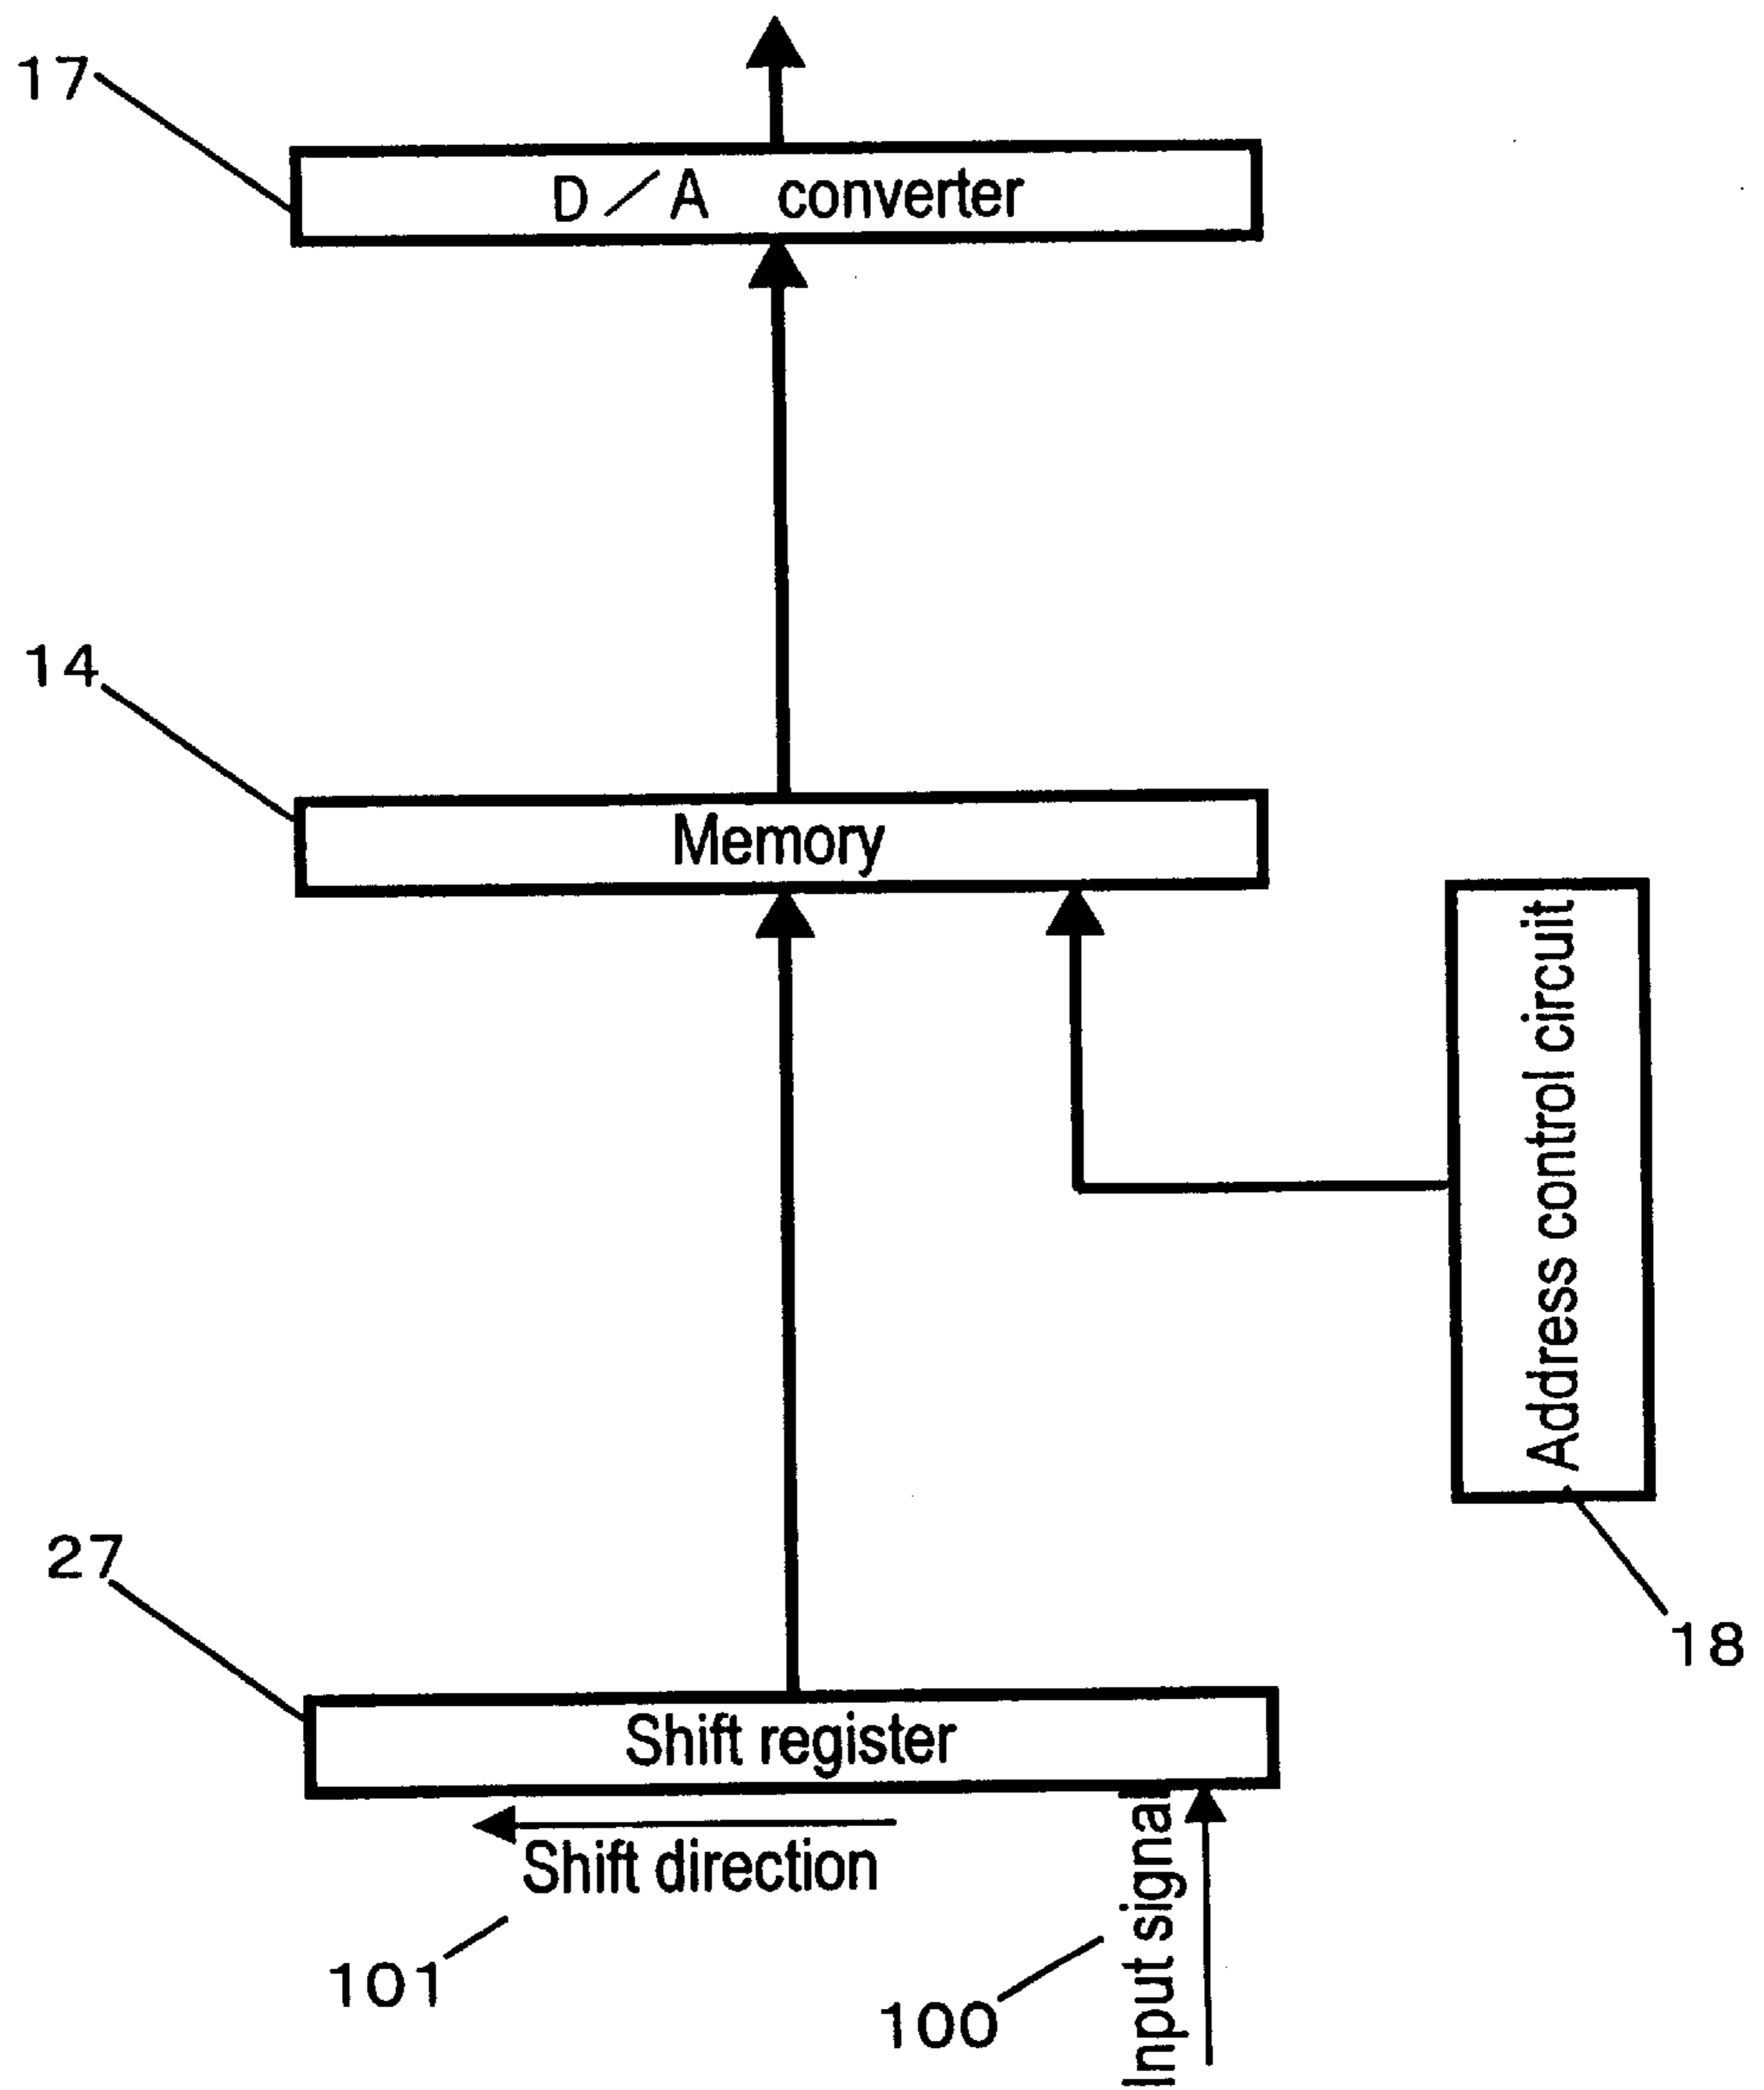 17
D／A converter
14
Memory
Address control circuit
27
18
Shift register
Shift direction
Input signal
101
100